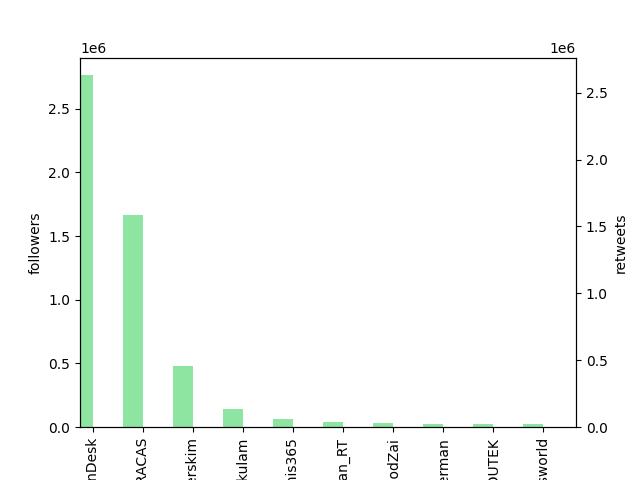 1e6
1e6
followers
2.5
2.0
1.5
1.0
0.5
0.0
2.5
2.0
1.5
1.0
0.5
0.0
retweets
nDesk
RACAS
erskim
kulam
nis365
an_RT
odZai
erman
OUTEK
sworld